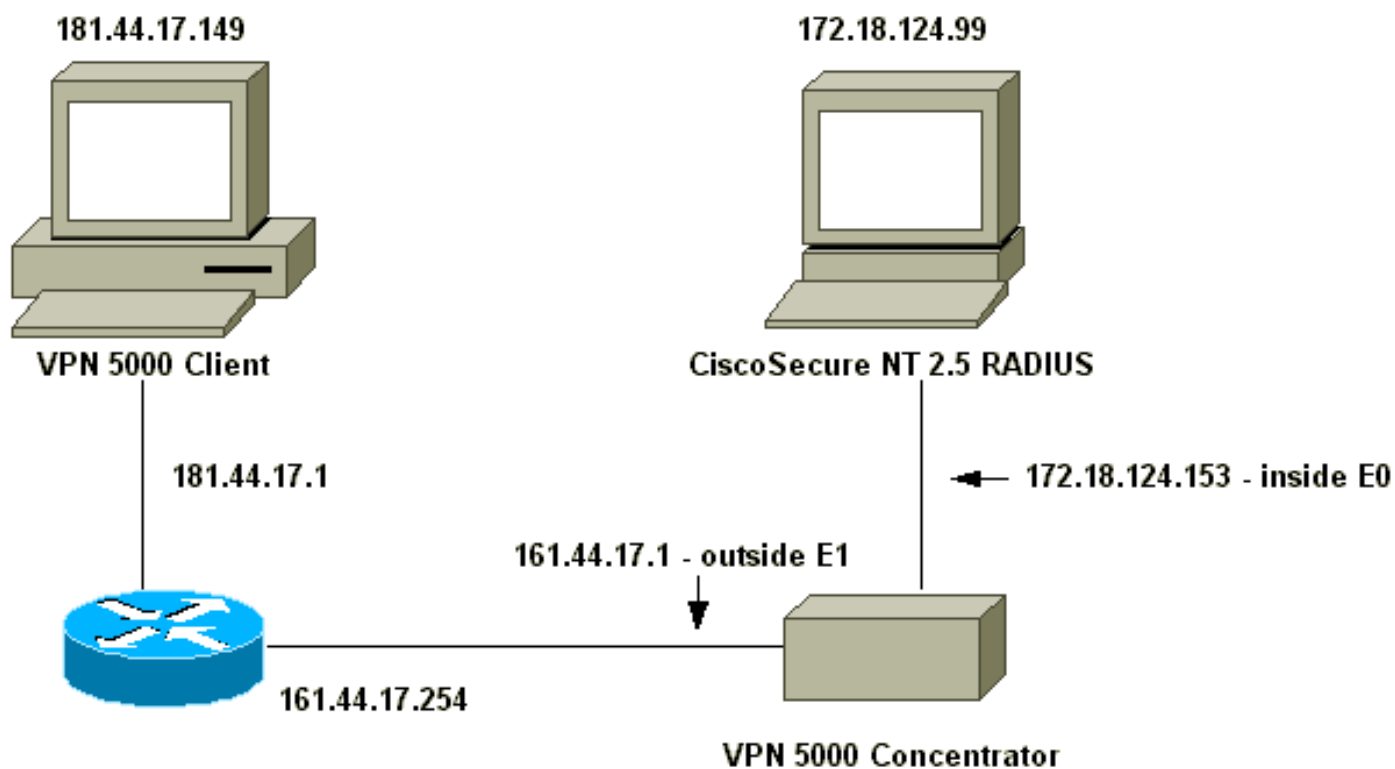 181.44.17.149
172.18.124.99
VPN 5000 Client
CiscoSecure NT 2.5 RADIUS
181.44.17.1
172.18.124.153 - inside E0
161.44.17.1 - outside E1
161.44.17.254
VPN 5000 Concentrator